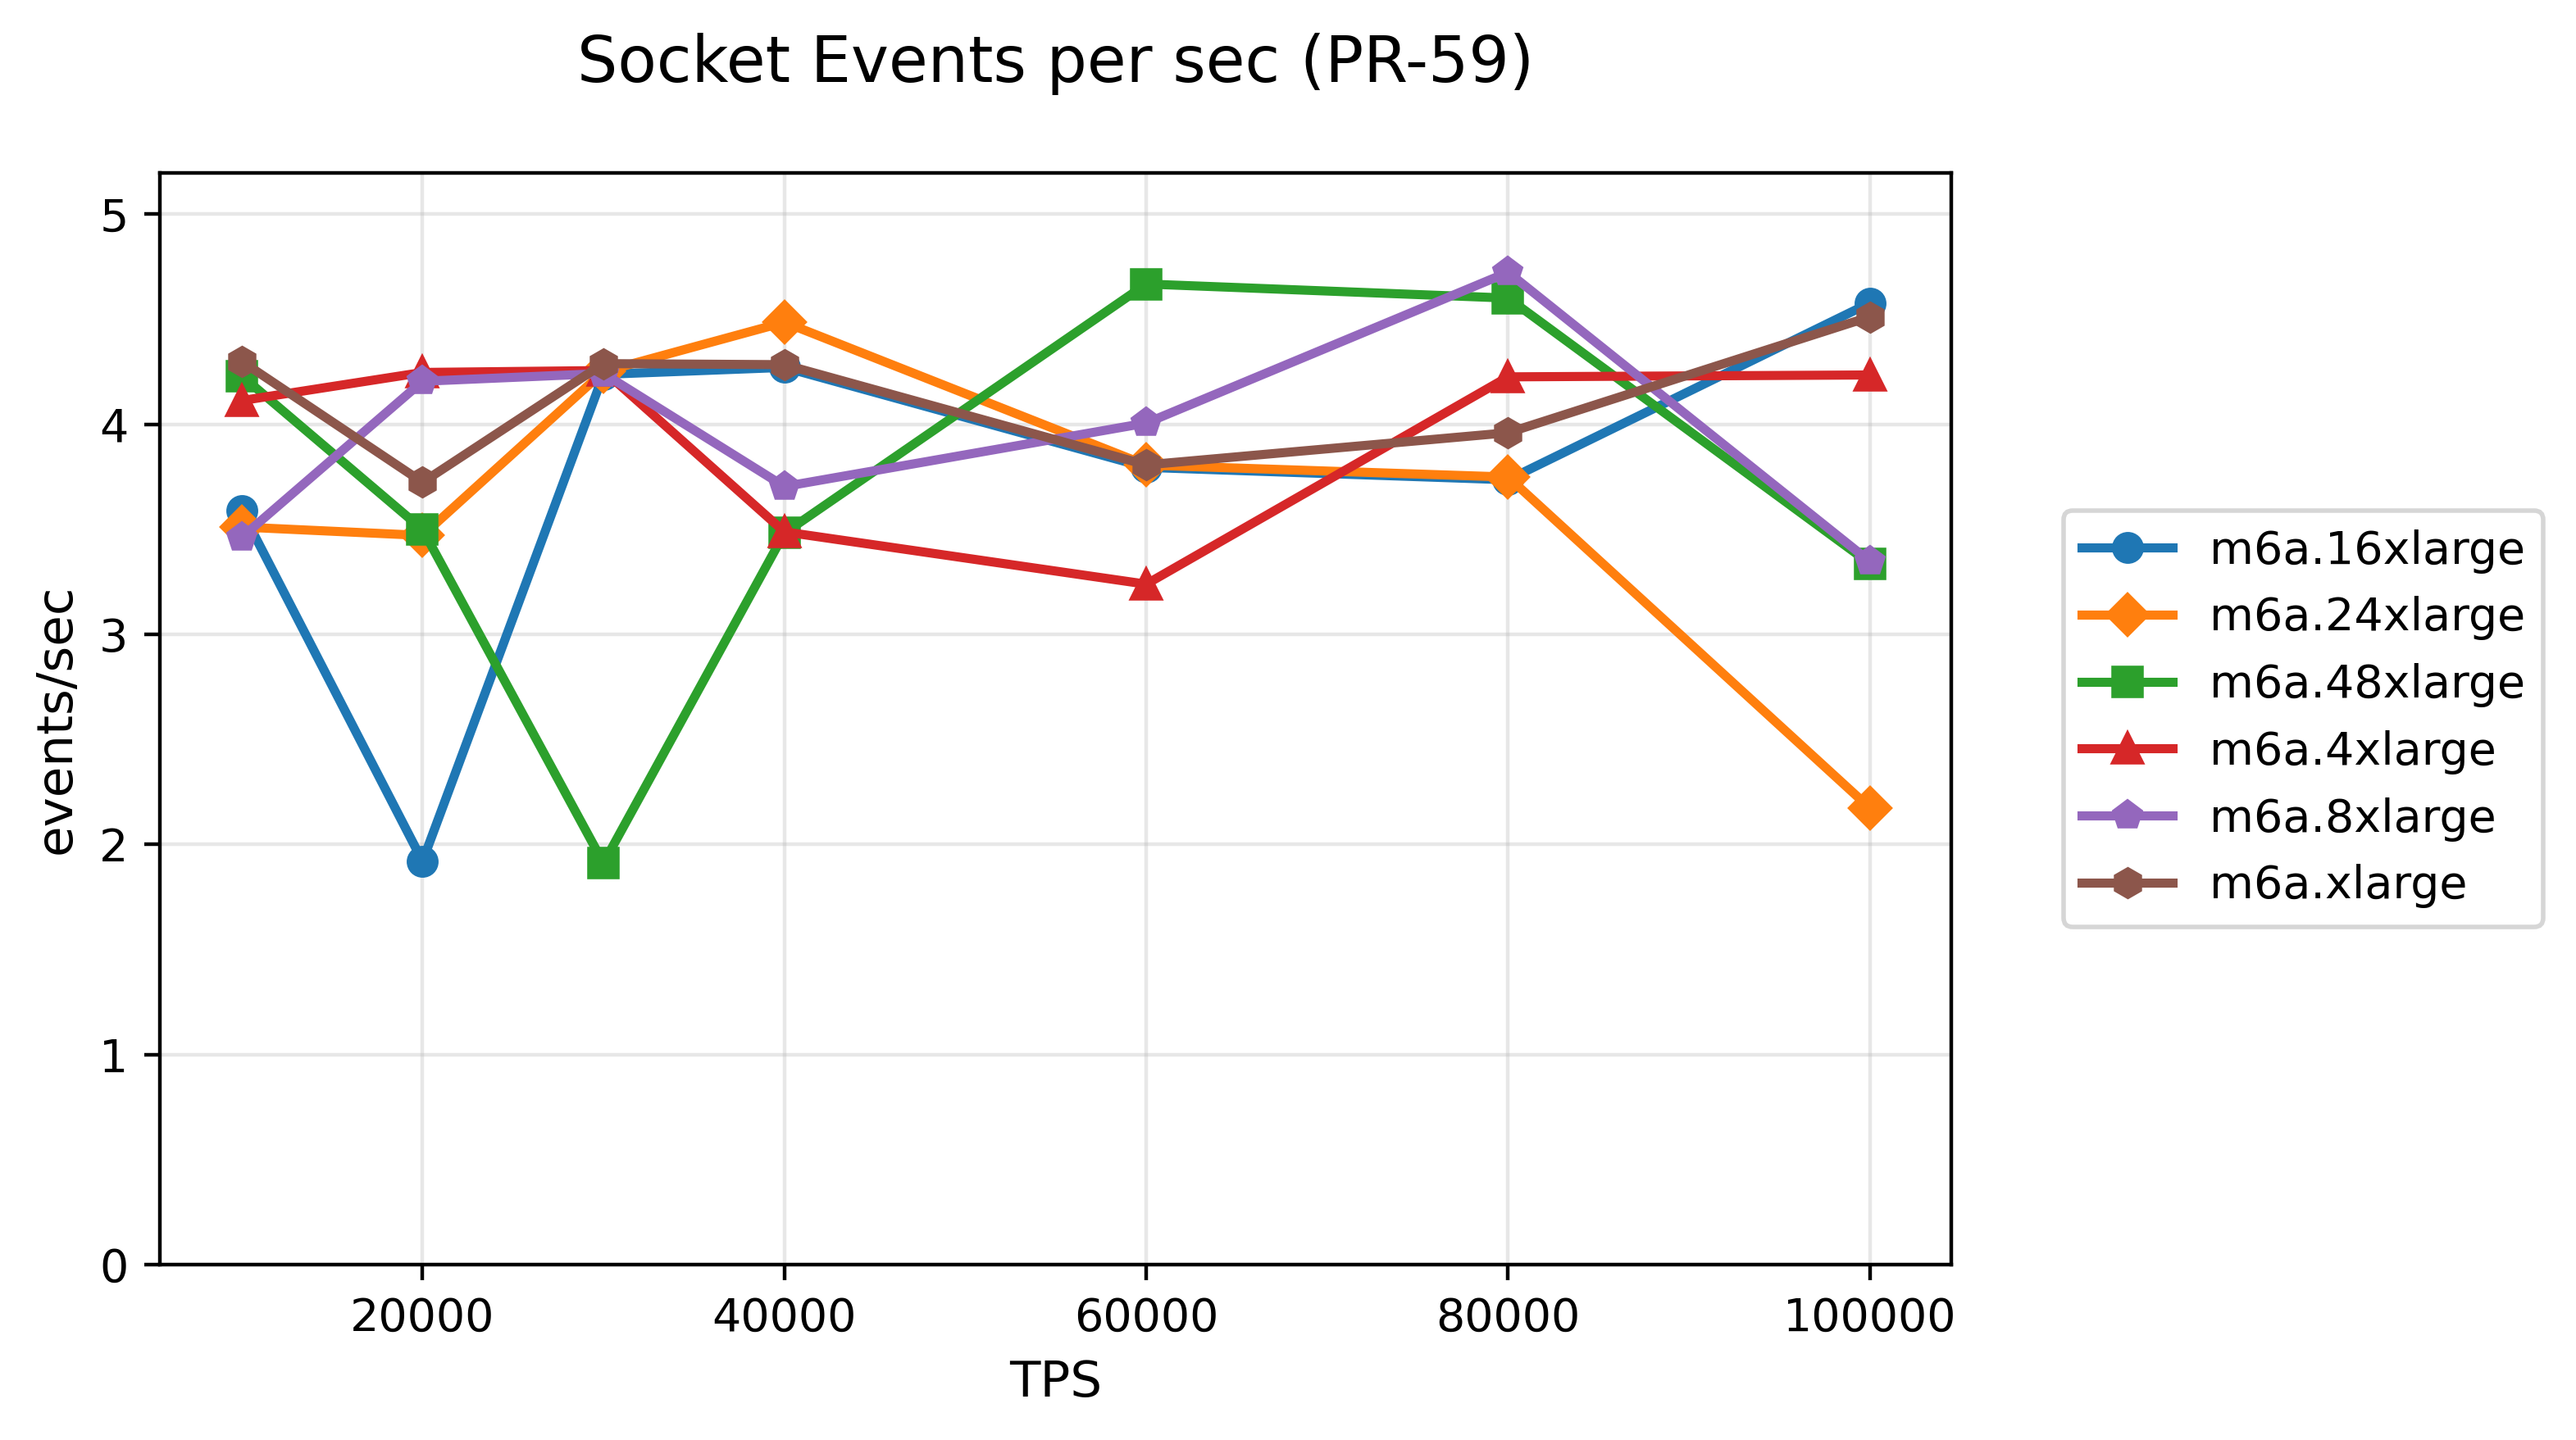 Socket Events per sec (PR-59)
5
4
3
2
1
0
events/sec
20000 40000 60000 80000 100000
TPS
m6a.16xlarge
m6a.24xlarge
m6a.48xlarge
m6a.4xlarge
m6a.8xlarge
m6a.xlarge